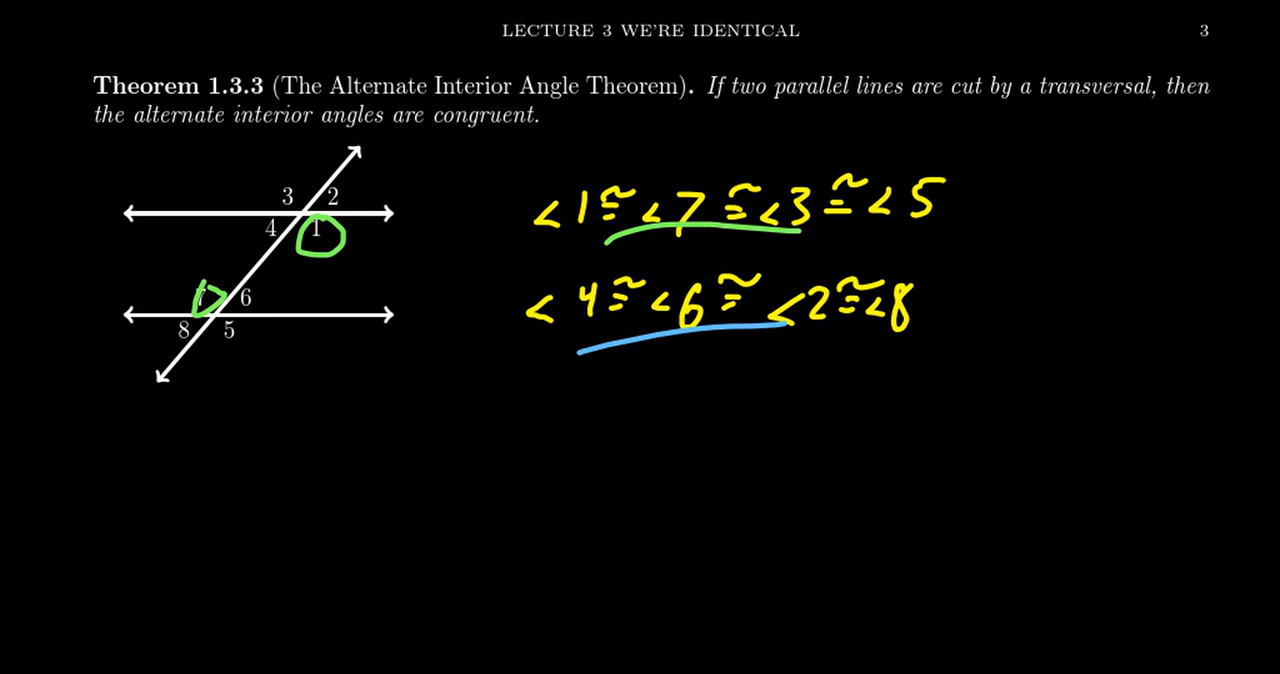 LECTURE 3 WE'RE IDENTICAL 3
Theorem 1.3.3 (The Alternate Interior Angle Theorem). If two parallel lines are cut by a transversal, then
the alternate interior angles are congruent.
3 2
4 1
7 6
8 5
<1≅<7≅<3≅<5
<4≅<6≅<2≅<8